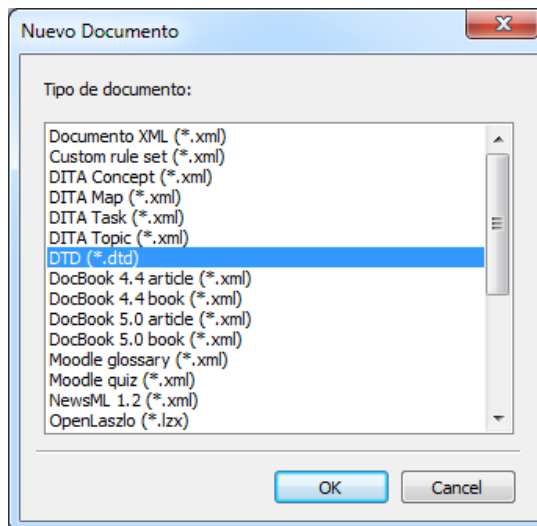 Nuevo Documento
Tipo de documento:
Documento XML (*.xml)
Custom rule set (*.xml)
DITA Concept (*.xml)
DITA Map (*.xml)
DITA Task (*.xml)
DITA Topic (*.xml)
DTD (*.dtd)
DocBook 4.4 article (*.xml)
DocBook 4.4 book (*.xml)
DocBook 5.0 article (*.xml)
DocBook 5.0 book (*.xml)
Moodle glossary (*.xml)
Moodle quiz (*.xml)
NewsML 1.2 (*.xml)
OpenLaszlo (*.lzx)
OK Cancel